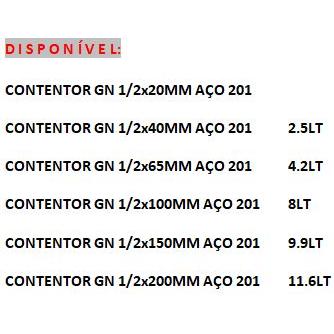 DISPONÍVEL:
CONTENTOR GN 1/2x20MM AÇO 201
CONTENTOR GN 1/2x40MM AÇO 201 2.5LT
CONTENTOR GN 1/2x65MM AÇO 201 4.2LT
CONTENTOR GN 1/2x100MM AÇO 201 8LT
CONTENTOR GN 1/2x150MM AÇO 201 9.9LT
CONTENTOR GN 1/2x200MM AÇO 201 11.6LT